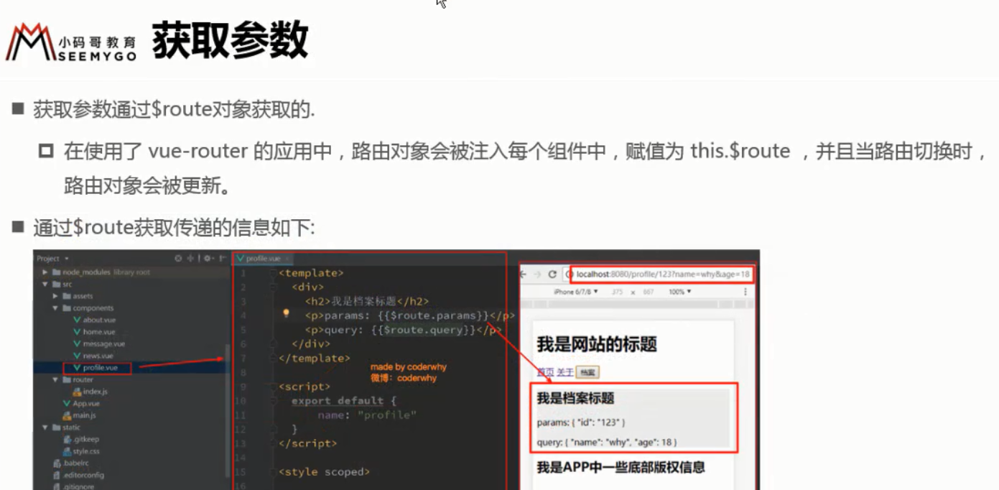 小码哥教育
SEEMYGO
获取参数
获取参数通过$route对象获取的.
在使用了 vue-router 的应用中，路由对象会被注入每个组件中，赋值为 this.$route ，并且当路由切换时，
路由对象会被更新。
通过$route获取传递的信息如下:
Project
node_modules library root
src
assets
components
about.vue
home.vue
message.vue
news.vue
profile.vue
router
index.js
App.vue
main.js
static
.gitkeep
style.css
.babelrc
.editorconfig
.gitignore
profile.vue
1 <template>
2 <div>
3 <h2>我是档案标题</h2>
4 <p>params: {{$route.params}}</p>
5 <p>query: {{$route.query}}</p>
6 </div>
7 </template>
8
9 <script>
10 export default {
11 name: "profile"
12 }
13 </script>
14
15 <style scoped>
16
made by coderwhy
微博：coderwhy
localhost:8080/profile/123?name=why&age=18
iPhone 6/7/8 375 x 667 100%
我是网站的标题
首页 关于 档案
我是档案标题
params: { "id": "123" }
query: { "name": "why", "age": 18 }
我是APP中一些底部版权信息